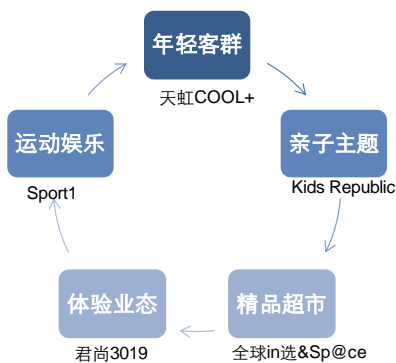 年轻客群
天虹COOL+
运动娱乐
Sport1
亲子主题
Kids Republic
体验业态
君尚3019
精品超市
全球in选&Sp@ce